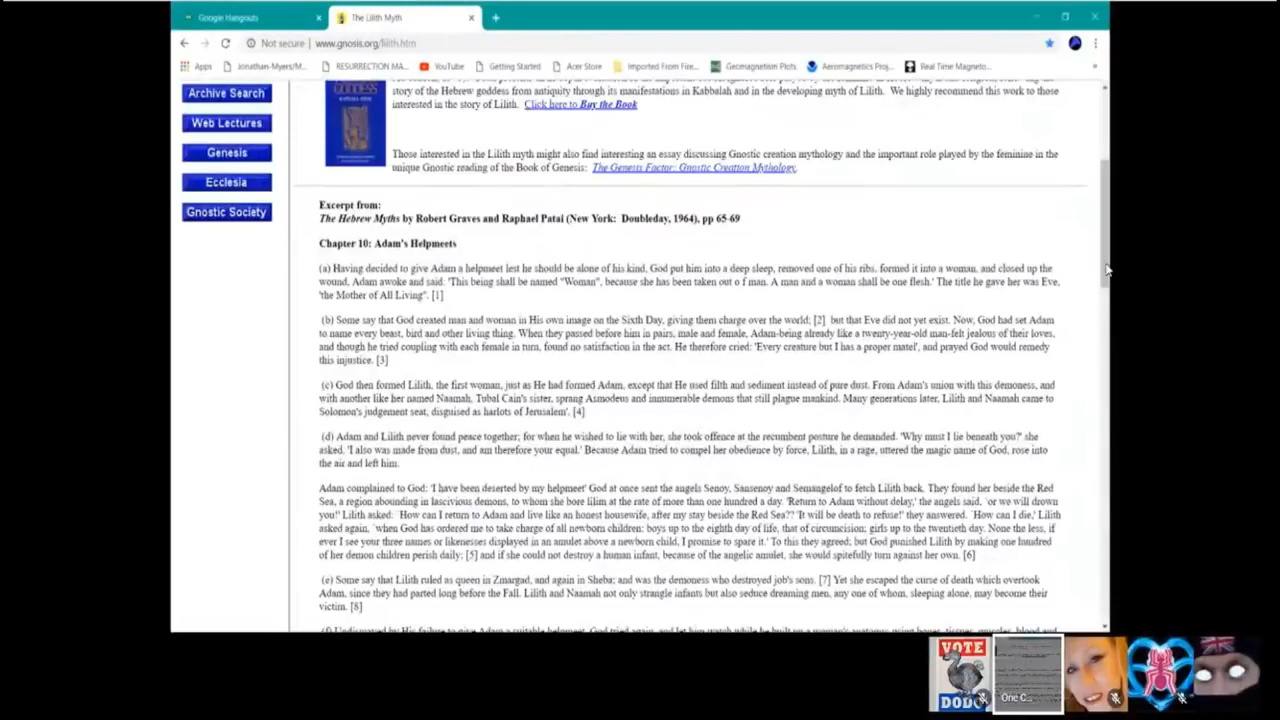 Google Hangouts
The Lilith Myth
Not secure | www.gnosis.org/lilith.htm
Apps Jonathan-Myers/M... RESURRECTION MA... YouTube Getting Started Acer Store Imported From Fire... Geomagnetism Plots Aeromagnetics Proj... Real Time Magneto...
Archive Search
Web Lectures
Genesis
Ecclesia
Gnostic Society
GODDESS
story of the Hebrew goddess from antiquity through its manifestations in Kabbalah and in the developing myth of Lilith. We highly recommend this work to those
interested in the story of Lilith. Click here to Buy the Book
Those interested in the Lilith myth might also find interesting an essay discussing Gnostic creation mythology and the important role played by the feminine in the
unique Gnostic reading of the Book of Genesis: The Genesis Factor: Gnostic Creation Mythology.
Excerpt from:
The Hebrew Myths by Robert Graves and Raphael Patai (New York: Doubleday, 1964), pp 65-69
Chapter 10: Adam's Helpmeets
(a) Having decided to give Adam a helpmeet lest he should be alone of his kind, God put him into a deep sleep, removed one of his ribs, formed it into a woman, and closed up the
wound, Adam awoke and said: 'This being shall be named "Woman", because she has been taken out o f man. A man and a woman shall be one flesh.' The title he gave her was Eve,
'the Mother of All Living". [1]
(b) Some say that God created man and woman in His own image on the Sixth Day, giving them charge over the world; [2] but that Eve did not yet exist. Now, God had set Adam
to name every beast, bird and other living thing. When they passed before him in pairs, male and female, Adam-being already like a twenty-year-old man-felt jealous of their loves,
and though he tried coupling with each female in turn, found no satisfaction in the act. He therefore cried: 'Every creature but I has a proper matel', and prayed God would remedy
this injustice. [3]
(c) God then formed Lilith, the first woman, just as He had formed Adam, except that He used filth and sediment instead of pure dust. From Adam's union with this demoness, and
with another like her named Naamah, Tubal Cain's sister, sprang Asmodeus and innumerable demons that still plague mankind. Many generations later, Lilith and Naamah came to
Solomon's judgement seat, disguised as harlots of Jerusalem'. [4]
(d) Adam and Lilith never found peace together; for when he wished to lie with her, she took offence at the recumbent posture he demanded. 'Why must I lie beneath you?' she
asked. 'I also was made from dust, and am therefore your equal.' Because Adam tried to compel her obedience by force, Lilith, in a rage, uttered the magic name of God, rose into
the air and left him.
Adam complained to God: 'I have been deserted by my helpmeet' God at once sent the angels Senoy, Sansenoy and Semangelof to fetch Lilith back. They found her beside the Red
Sea, a region abounding in lascivious demons, to whom she bore lilim at the rate of more than one hundred a day. 'Return to Adam without delay,' the angels said, `or we will drown
you!' Lilith asked: `How can I return to Adam and live like an honest housewife, after my stay beside the Red Sea?? 'It will be death to refuse!' they answered. `How can I die,' Lilith
asked again, `when God has ordered me to take charge of all newborn children: boys up to the eighth day of life, that of circumcision; girls up to the twentieth day. None the less, if
ever I see your three names or likenesses displayed in an amulet above a newborn child, I promise to spare it.' To this they agreed; but God punished Lilith by making one hundred
of her demon children perish daily; [5] and if she could not destroy a human infant, because of the angelic amulet, she would spitefully turn against her own. [6]
(e) Some say that Lilith ruled as queen in Zmargad, and again in Sheba; and was the demoness who destroyed job's sons. [7] Yet she escaped the curse of death which overtook
Adam, since they had parted long before the Fall. Lilith and Naamah not only strangle infants but also seduce dreaming men, any one of whom, sleeping alone, may become their
victim. [8]
VOTE
DODO
One C...